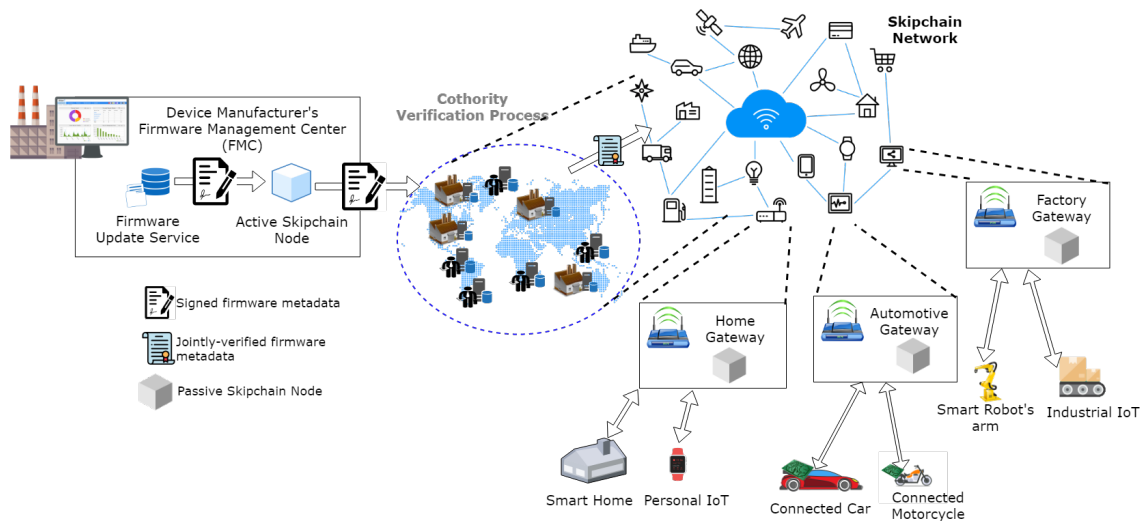 Skipchain
Network
Device Manufacturer's
Firmware Management Center
(FMC)
Cothority
Verification Process
Firmware
Update Service
Active Skipchain
Node
Factory
Gateway
Signed firmware metadata
Jointly-verified firmware
metadata
Passive Skipchain Node
Home
Gateway
Automotive
Gateway
Smart Robot's
arm
Industrial IoT
Smart Home
Personal IoT
Connected Car
Connected
Motorcycle